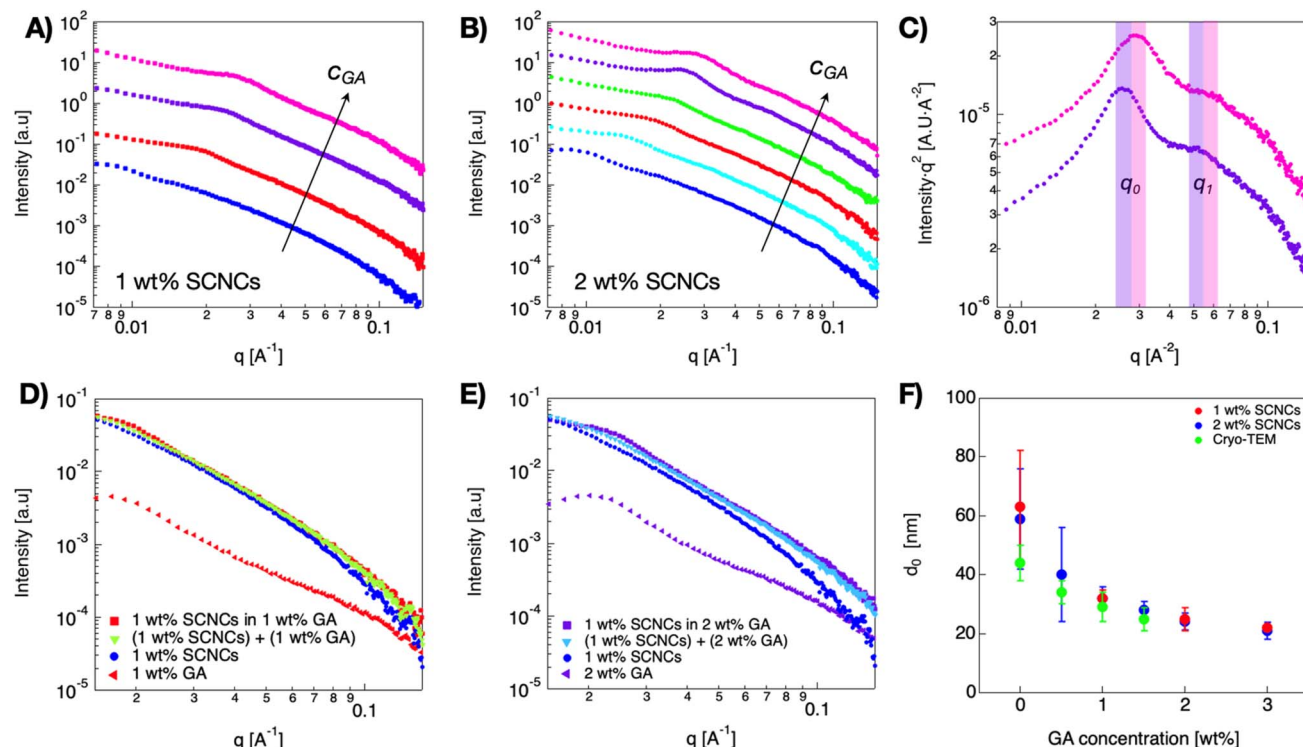 A)
Intensity [a.u]
10²
10¹
10⁰
10⁻¹
10⁻²
10⁻³
10⁻⁴
10⁻⁵
c_GA
1 wt% SCNCs
7 8 9 0.01 2 3 4 5 6 7 8 9 0.1
q [A⁻¹]
B)
Intensity [a.u]
10²
10¹
10⁰
10⁻¹
10⁻²
10⁻³
10⁻⁴
10⁻⁵
c_GA
2 wt% SCNCs
7 8 9 0.01 2 3 4 5 6 7 8 9 0.1
q [A⁻¹]
C)
Intensity·q² [A.U·A⁻²]
3
2
10⁻⁵
9
8
7
6
5
4
3
2
10⁻⁶
q₀
q₁
8 9 0.01 2 3 4 5 6 7 8 9 0.1
q [A⁻²]
D)
Intensity [a.u]
10⁻¹
10⁻²
10⁻³
10⁻⁴
10⁻⁵
1 wt% SCNCs in 1 wt% GA
(1 wt% SCNCs) + (1 wt% GA)
1 wt% SCNCs
1 wt% GA
2 3 4 5 6 7 8 9 0.1
q [A⁻¹]
E)
Intensity [a.u]
10⁻¹
10⁻²
10⁻³
10⁻⁴
10⁻⁵
1 wt% SCNCs in 2 wt% GA
(1 wt% SCNCs) + (2 wt% GA)
1 wt% SCNCs
2 wt% GA
2 3 4 5 6 7 8 9 0.1
q [A⁻¹]
F)
d₀ [nm]
100
80
60
40
20
0
1 wt% SCNCs
2 wt% SCNCs
Cryo-TEM
0 1 2 3
GA concentration [wt%]